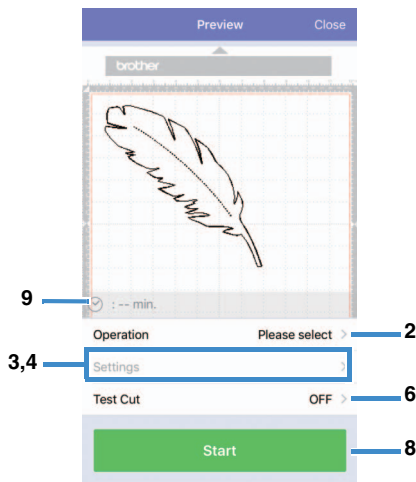 Preview Close
brother
9 : -- min.
Operation Please select > 2
3,4 Settings >
Test Cut OFF > 6
Start 8